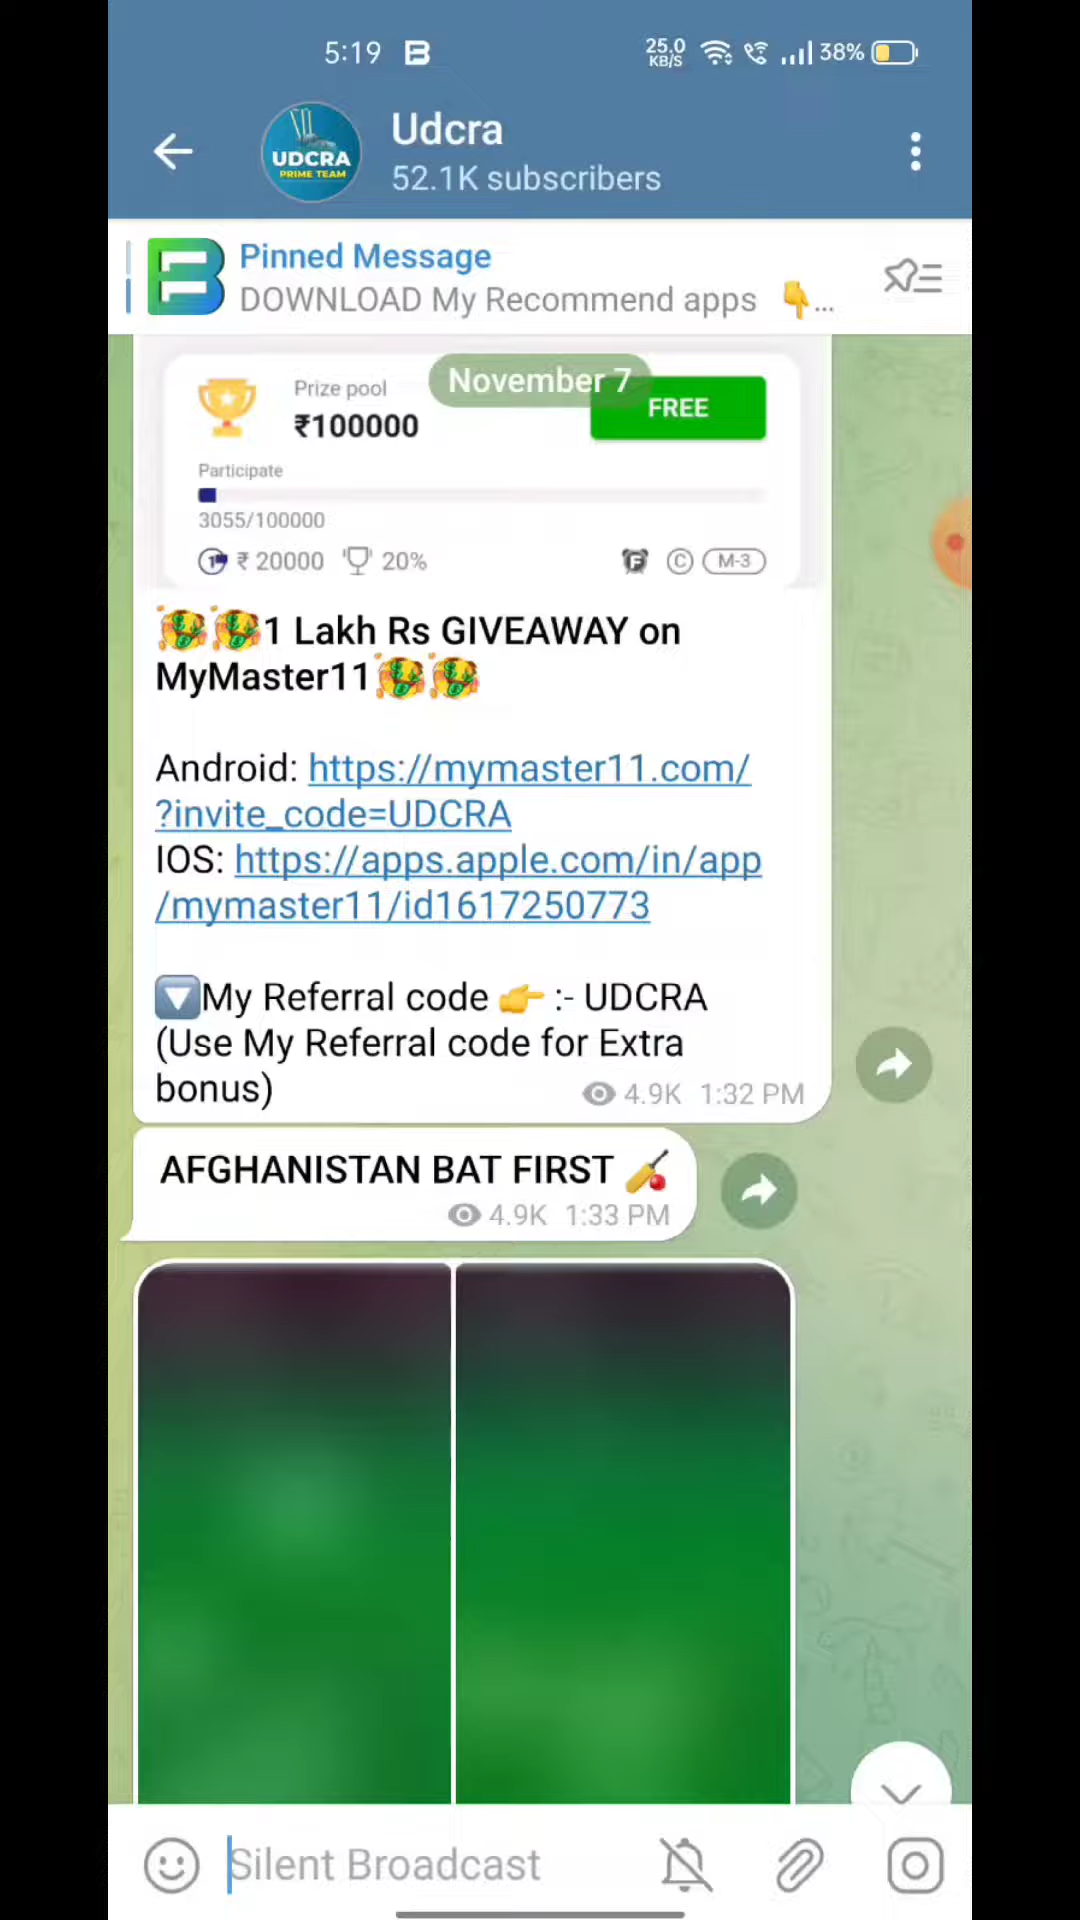 5:19
25.0
KB/S
38%
UDCRA
PRIME TEAM
Udcra
52.1K subscribers
Pinned Message
DOWNLOAD My Recommend apps 👇...
November 7
Prize pool
₹100000
FREE
Participate
3055/100000
₹ 20000 20% F C M-3
🤑🤑1 Lakh Rs GIVEAWAY on
MyMaster11🤑🤑
Android: https://mymaster11.com/
?invite_code=UDCRA
IOS: https://apps.apple.com/in/app
/mymaster11/id1617250773
🔽My Referral code 👉 :- UDCRA
(Use My Referral code for Extra
bonus)
4.9K 1:32 PM
AFGHANISTAN BAT FIRST 🏏
4.9K 1:33 PM
Silent Broadcast